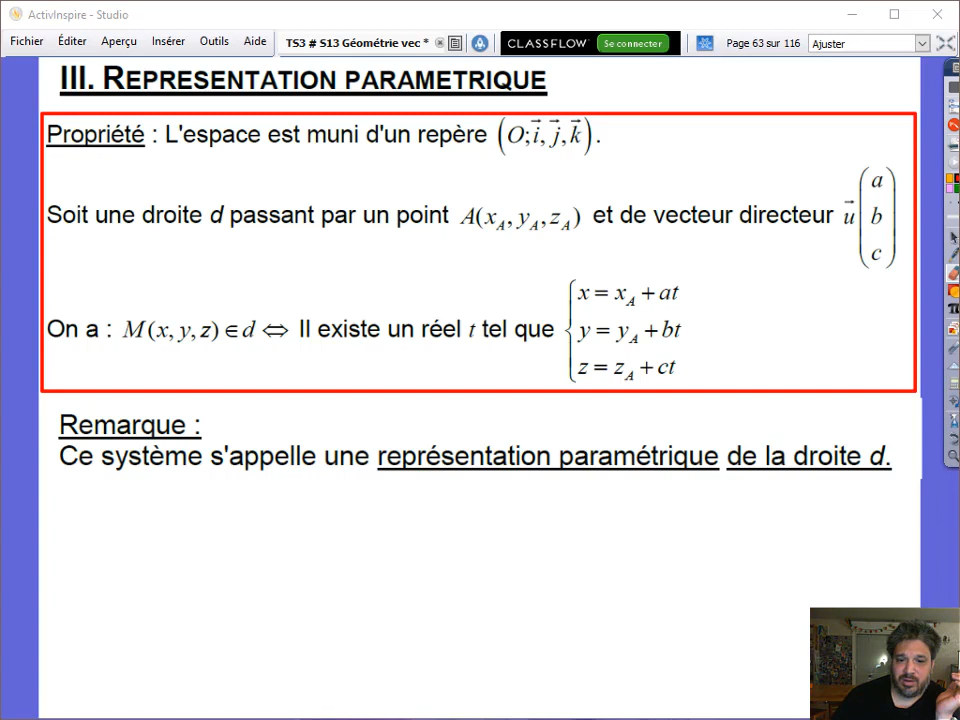 ActivInspire - Studio
Fichier Éditer Aperçu Insérer Outils Aide TS3 # S13 Géométrie vec * CLASSFLOW Se connecter Page 63 sur 116 Ajuster
III. REPRESENTATION PARAMETRIQUE
Propriété : L'espace est muni d'un repère (O;i⃗, j⃗, k⃗).
Soit une droite d passant par un point A(x_A, y_A, z_A) et de vecteur directeur u⃗ (a b c)
On a : M(x, y, z) ∈ d ⇔ Il existe un réel t tel que { x = x_A + at
y = y_A + bt
z = z_A + ct
Remarque :
Ce système s'appelle une représentation paramétrique de la droite d.